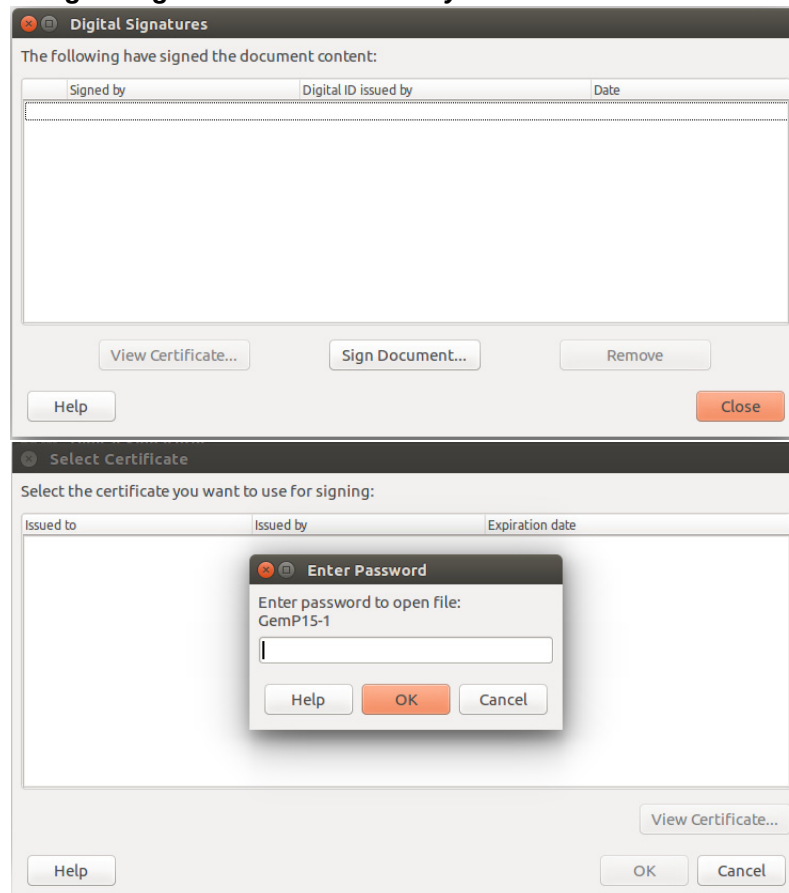 Digital Signatures
The following have signed the document content:
Signed by Digital ID issued by Date
View Certificate... Sign Document... Remove
Help Close
Select Certificate
Select the certificate you want to use for signing:
Issued to Issued by Expiration date
Enter Password
Enter password to open file:
GemP15-1
Help OK Cancel
View Certificate...
Help OK Cancel